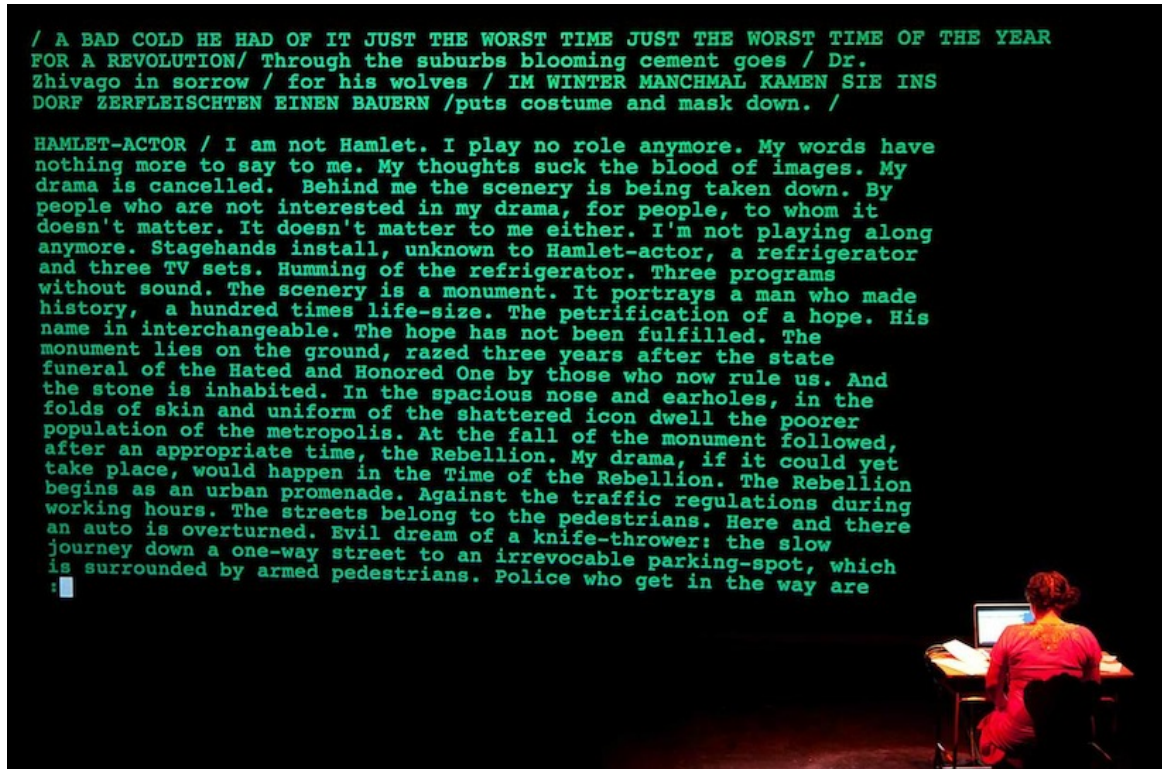 / A BAD COLD HE HAD OF IT JUST THE WORST TIME JUST THE WORST TIME OF THE YEAR
FOR A REVOLUTION/ Through the suburbs blooming cement goes / Dr.
Zhivago in sorrow / for his wolves / IM WINTER MANCHMAL KAMEN SIE INS
DORF ZERFLEISCHTEN EINEN BAUERN /puts costume and mask down. /
HAMLET-ACTOR / I am not Hamlet. I play no role anymore. My words have
nothing more to say to me. My thoughts suck the blood of images. My
drama is cancelled.  Behind me the scenery is being taken down. By
people who are not interested in my drama, for people, to whom it
doesn't matter. It doesn't matter to me either. I'm not playing along
anymore. Stagehands install, unknown to Hamlet-actor, a refrigerator
and three TV sets. Humming of the refrigerator. Three programs
without sound. The scenery is a monument. It portrays a man who made
history,  a hundred times life-size. The petrification of a hope. His
name in interchangeable. The hope has not been fulfilled. The
monument lies on the ground, razed three years after the state
funeral of the Hated and Honored One by those who now rule us. And
the stone is inhabited. In the spacious nose and earholes, in the
folds of skin and uniform of the shattered icon dwell the poorer
population of the metropolis. At the fall of the monument followed,
after an appropriate time, the Rebellion. My drama, if it could yet
take place, would happen in the Time of the Rebellion. The Rebellion
begins as an urban promenade. Against the traffic regulations during
working hours. The streets belong to the pedestrians. Here and there
an auto is overturned. Evil dream of a knife-thrower: the slow
journey down a one-way street to an irrevocable parking-spot, which
is surrounded by armed pedestrians. Police who get in the way are
: